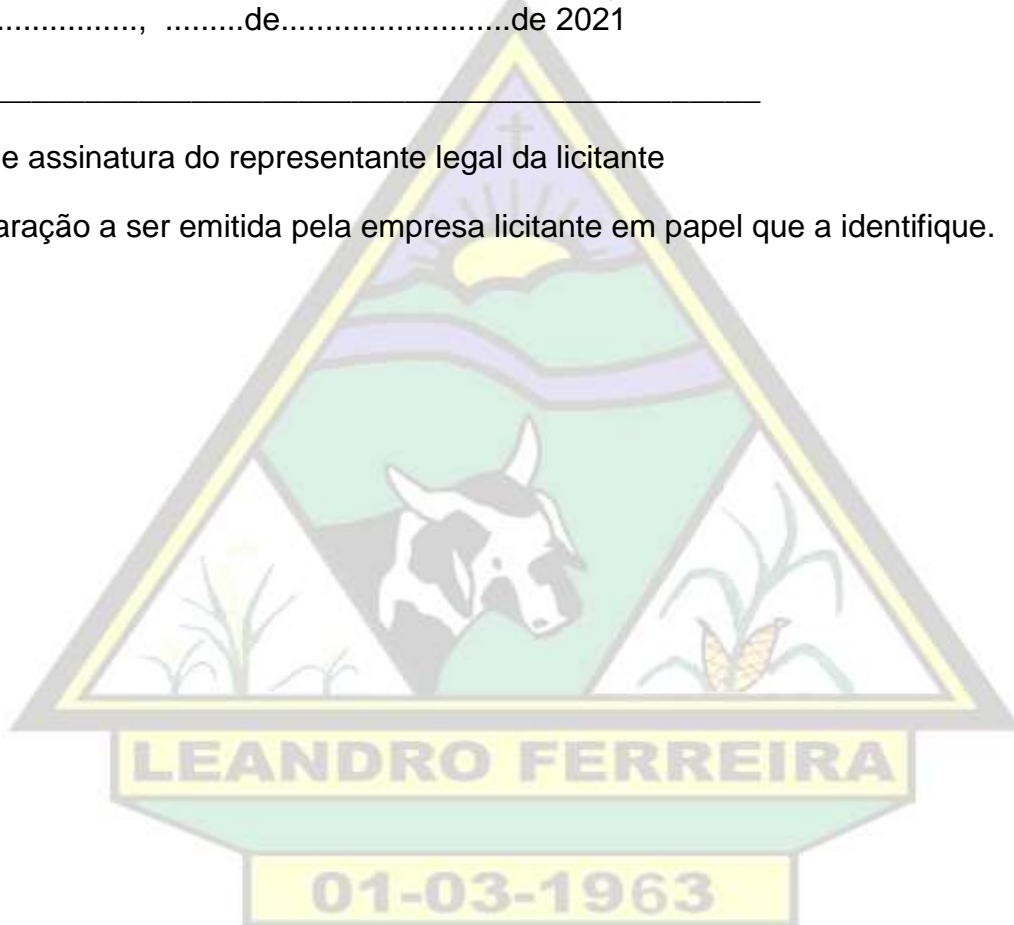 ..............., .........de..........................de 2021
e assinatura do representante legal da licitante
aração a ser emitida pela empresa licitante em papel que a identifique.
LEANDRO FERREIRA
01-03-1963